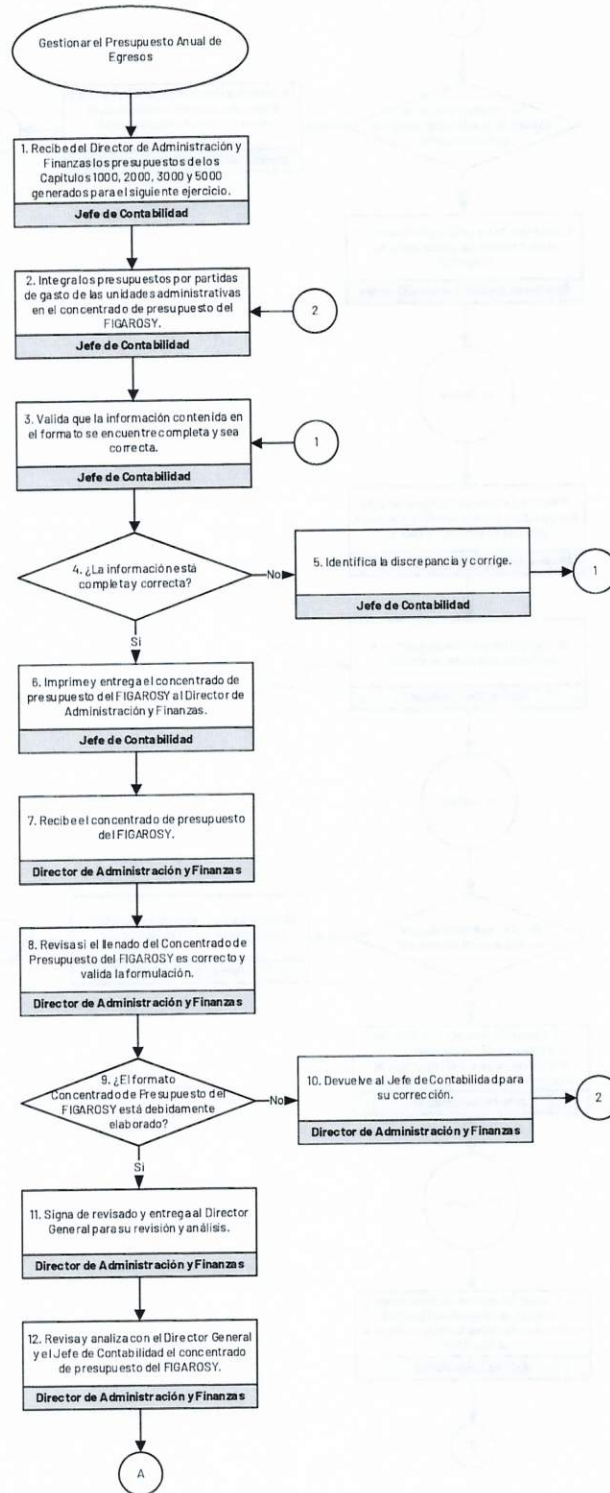 Gestionar el Presupuesto Anual de
Egresos
1. Recibe del Director de Administración y
Finanzas los presupuestos de los
Capítulos 1000, 2000, 3000 y 5000
generados para el siguiente ejercicio.
Jefe de Contabilidad
2. Integra los presupuestos por partidas
de gasto de las unidades administrativas
en el concentrado de presupuesto del
FIGAROSY.
Jefe de Contabilidad
2
3. Valida que la información contenida en
el formato se encuentre completa y sea
correcta.
Jefe de Contabilidad
1
4. ¿La información está
completa y correcta?
No
5. Identifica la discrepancia y corrige.
Jefe de Contabilidad
1
Si
6. Imprime y entrega el concentrado de
presupuesto del FIGAROSY al Director de
Administración y Finanzas.
Jefe de Contabilidad
7. Recibe el concentrado de presupuesto
del FIGAROSY.
Director de Administración y Finanzas
8. Revisa si el llenado del Concentrado de
Presupuesto del FIGAROSY es correcto y
valida la formulación.
Director de Administración y Finanzas
9. ¿El formato
Concentrado de Presupuesto del
FIGAROSY está debidamente
elaborado?
No
10. Devuelve al Jefe de Contabilidad para
su corrección.
Director de Administración y Finanzas
2
Si
11. Signa de revisado y entrega al Director
General para su revisión y análisis.
Director de Administración y Finanzas
12. Revisa y analiza con el Director General
y el Jefe de Contabilidad el concentrado
de presupuesto del FIGAROSY.
Director de Administración y Finanzas
A